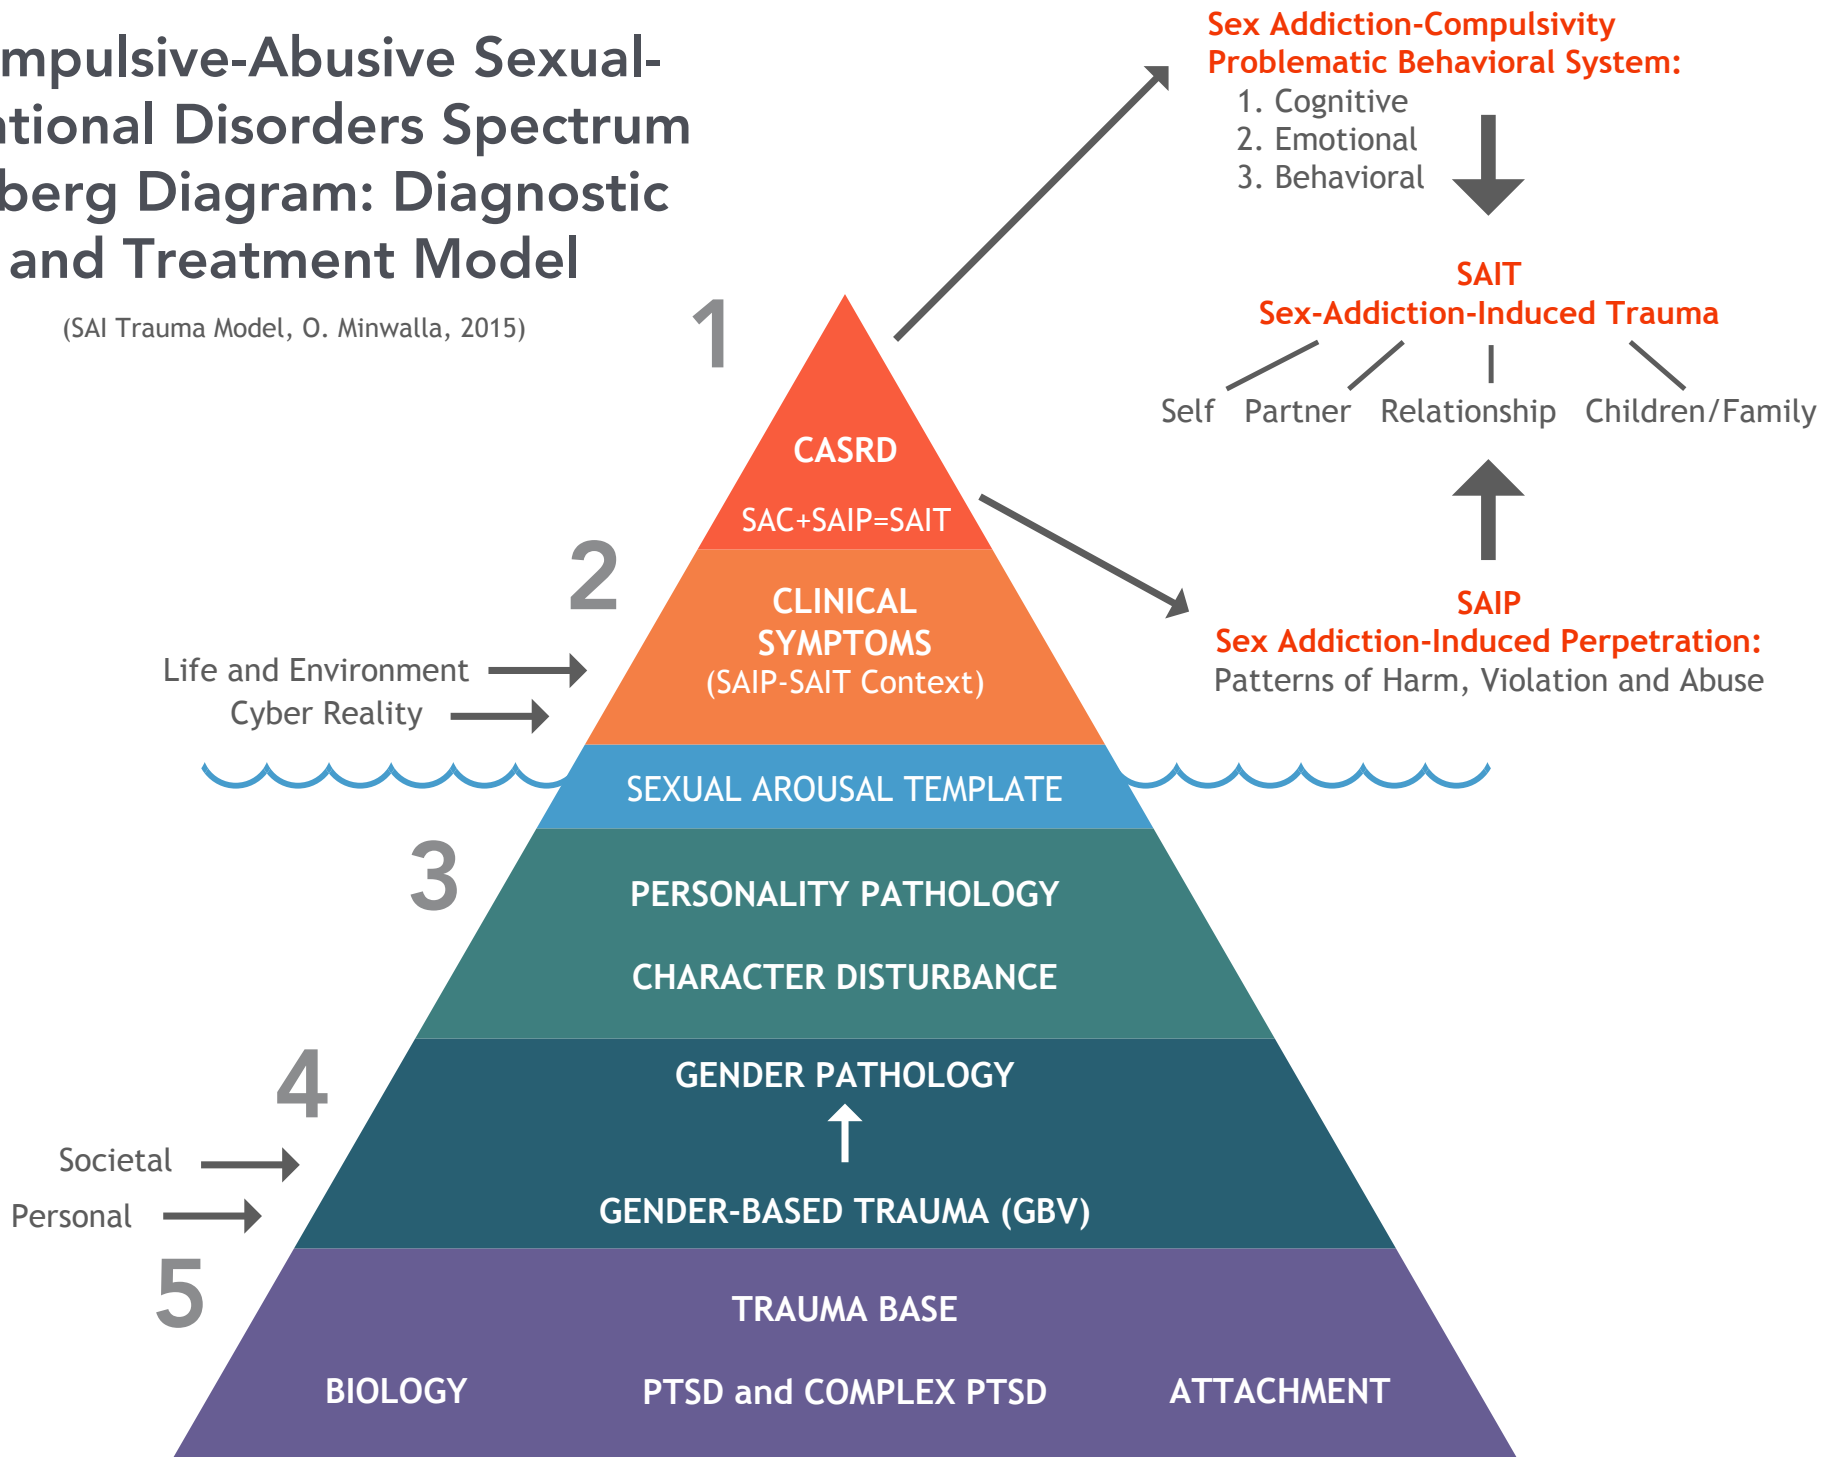 mpulsive-Abusive Sexual-
ational Disorders Spectrum
berg Diagram: Diagnostic
and Treatment Model
(SAI Trauma Model, O. Minwalla, 2015)
Sex Addiction-Compulsivity
Problematic Behavioral System:
1. Cognitive
2. Emotional
3. Behavioral
SAIT
Sex-Addiction-Induced Trauma
Self Partner Relationship Children/Family
SAIP
Sex Addiction-Induced Perpetration:
Patterns of Harm, Violation and Abuse
1
CASRD
SAC+SAIP=SAIT
2
CLINICAL
SYMPTOMS
(SAIP-SAIT Context)
Life and Environment
Cyber Reality
SEXUAL AROUSAL TEMPLATE
3
PERSONALITY PATHOLOGY
CHARACTER DISTURBANCE
4
GENDER PATHOLOGY
Societal
Personal
GENDER-BASED TRAUMA (GBV)
5
TRAUMA BASE
BIOLOGY PTSD and COMPLEX PTSD ATTACHMENT